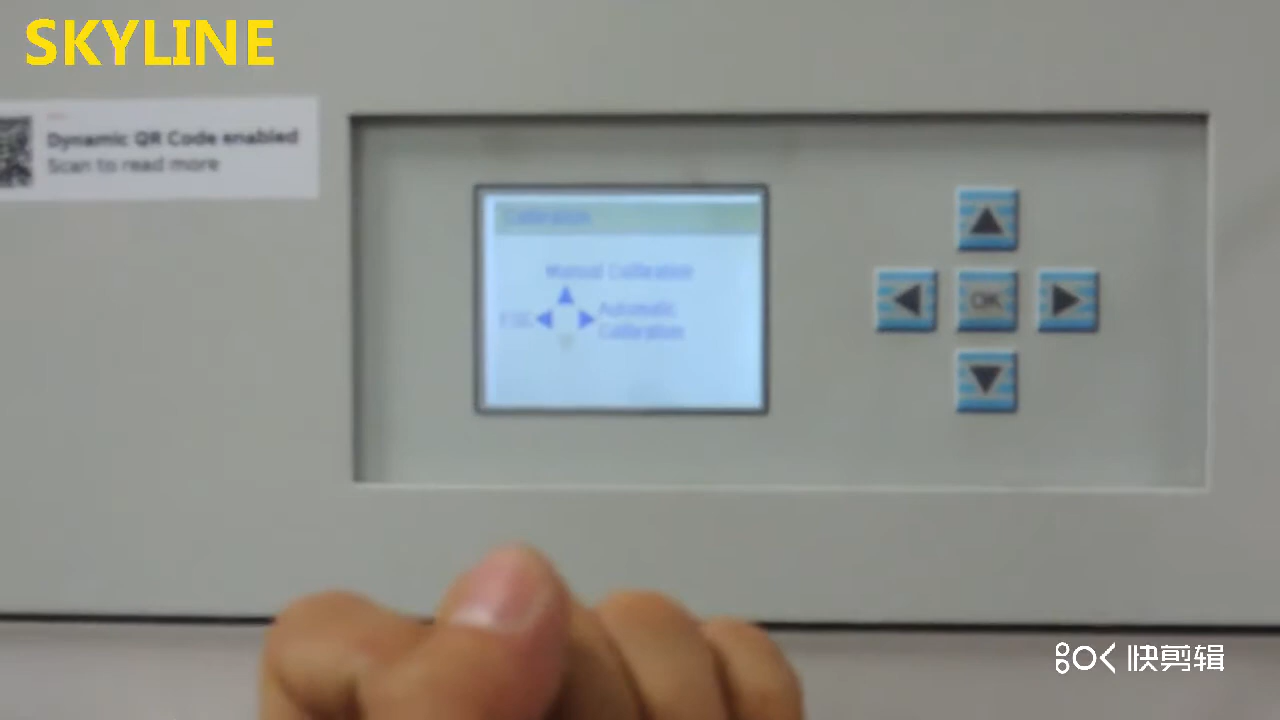 SKYLINE
Dynamic QR Code enabled
Scan to read more
Calibration
Manual Calibration
ESC
Automatic
Calibration
OK
快剪辑